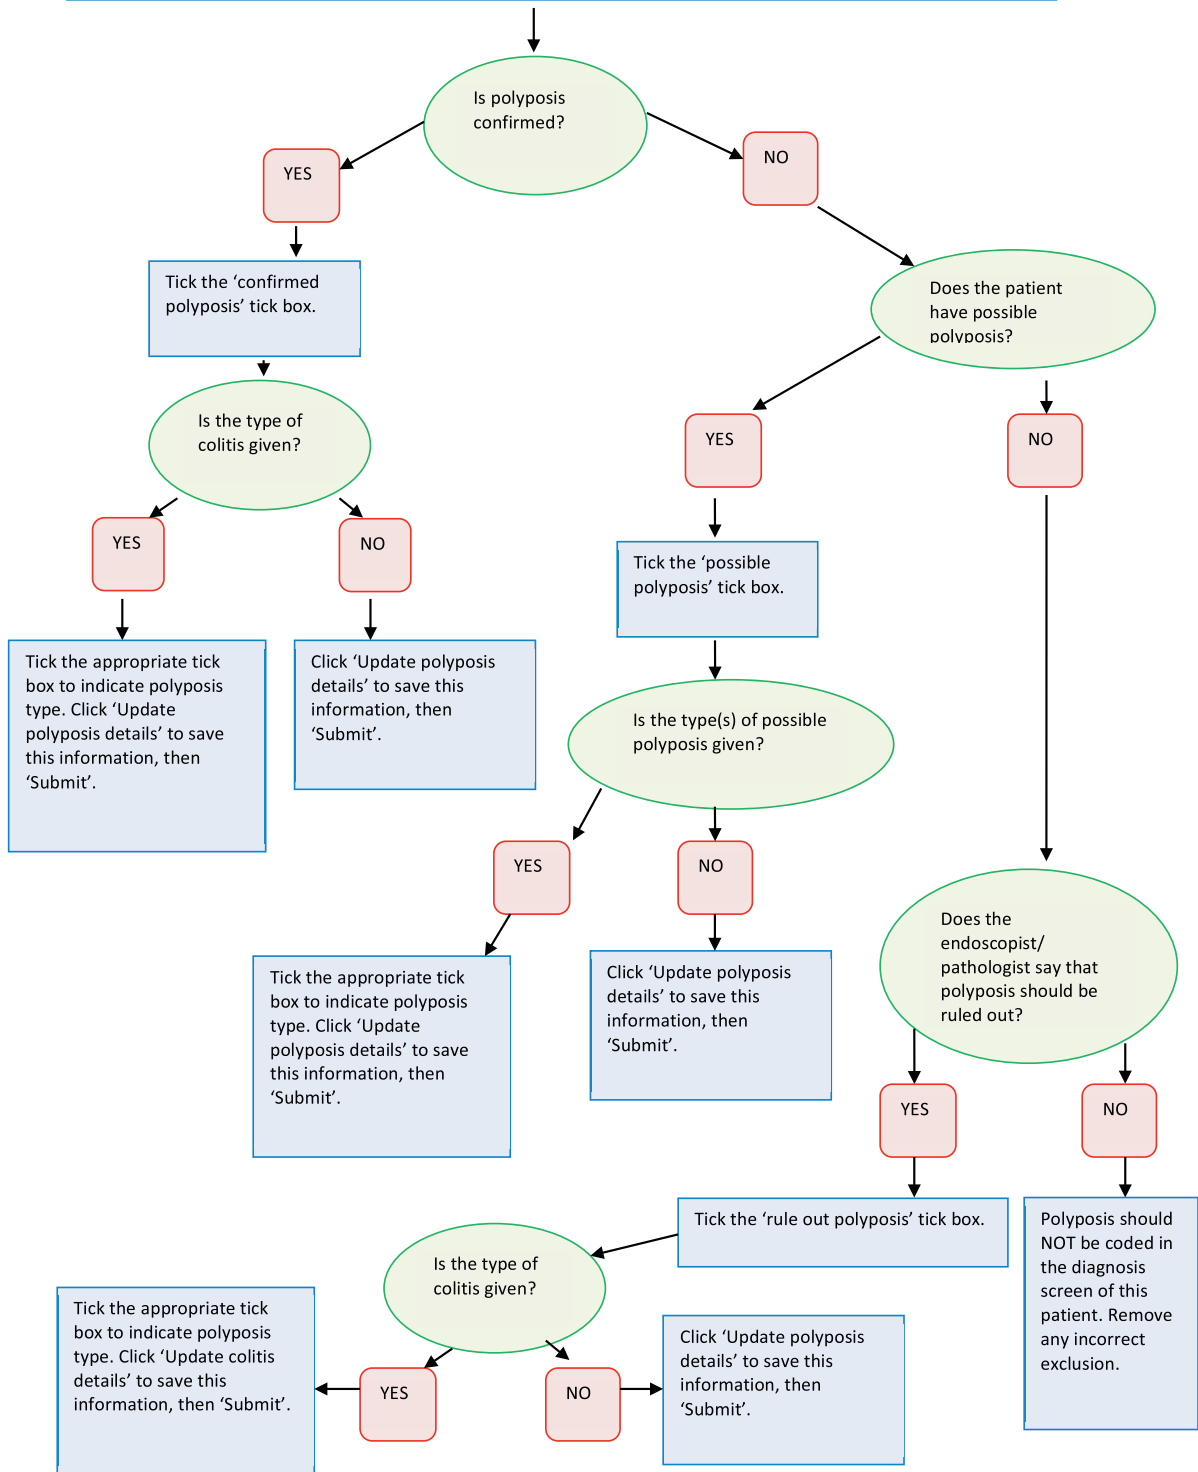 Is polyposis
confirmed?
YES
NO
Tick the ‘confirmed
polyposis’ tick box.
Does the patient
have possible
polyposis?
Is the type of
colitis given?
YES
NO
YES
NO
Tick the ‘possible
polyposis’ tick box.
Tick the appropriate tick
box to indicate polyposis
type. Click ‘Update
polyposis details’ to save
this information, then
‘Submit’.
Click ‘Update polyposis
details’ to save this
information, then
‘Submit’.
Is the type(s) of possible
polyposis given?
YES
NO
Does the
endoscopist/
pathologist say that
polyposis should be
ruled out?
Tick the appropriate tick
box to indicate polyposis
type. Click ‘Update
polyposis details’ to save
this information, then
‘Submit’.
Click ‘Update polyposis
details’ to save this
information, then
‘Submit’.
YES
NO
Tick the ‘rule out polyposis’ tick box.
Polyposis should
NOT be coded in
the diagnosis
screen of this
patient. Remove
any incorrect
exclusion.
Is the type of
colitis given?
Tick the appropriate tick
box to indicate polyposis
type. Click ‘Update colitis
details’ to save this
information, then ‘Submit’.
YES
NO
Click ‘Update polyposis
details’ to save this
information, then
‘Submit’.